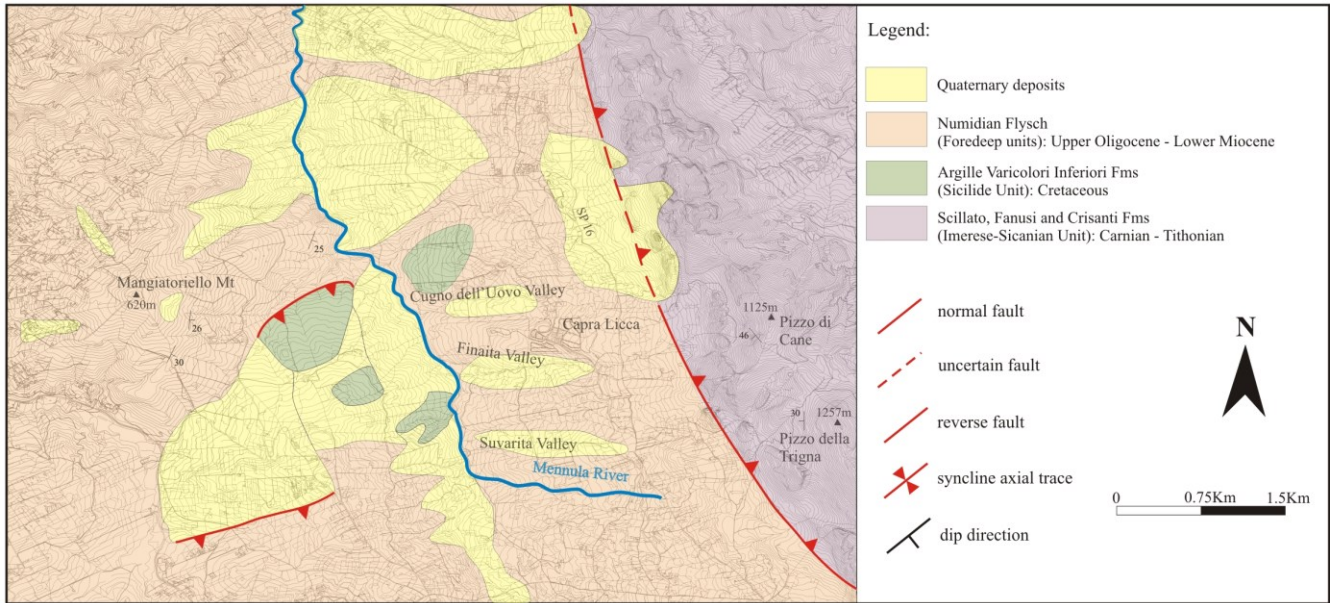 SP 16
25
Mangiatoriello Mt
620m
26
30
Cugno dell'Uovo Valley
Capra Licca
Finaita Valley
1125m
Pizzo di
Cane
46
30
1257m
Pizzo della
Trigna
Suvarita Valley
Mennula River
Legend:
Quaternary deposits
Numidian Flysch
(Foredeep units): Upper Oligocene - Lower Miocene
Argille Varicolori Inferiori Fms
(Sicilide Unit): Cretaceous
Scillato, Fanusi and Crisanti Fms
(Imerese-Sicanian Unit): Carnian - Tithonian
normal fault
uncertain fault
reverse fault
syncline axial trace
dip direction
N
0 0.75Km 1.5Km